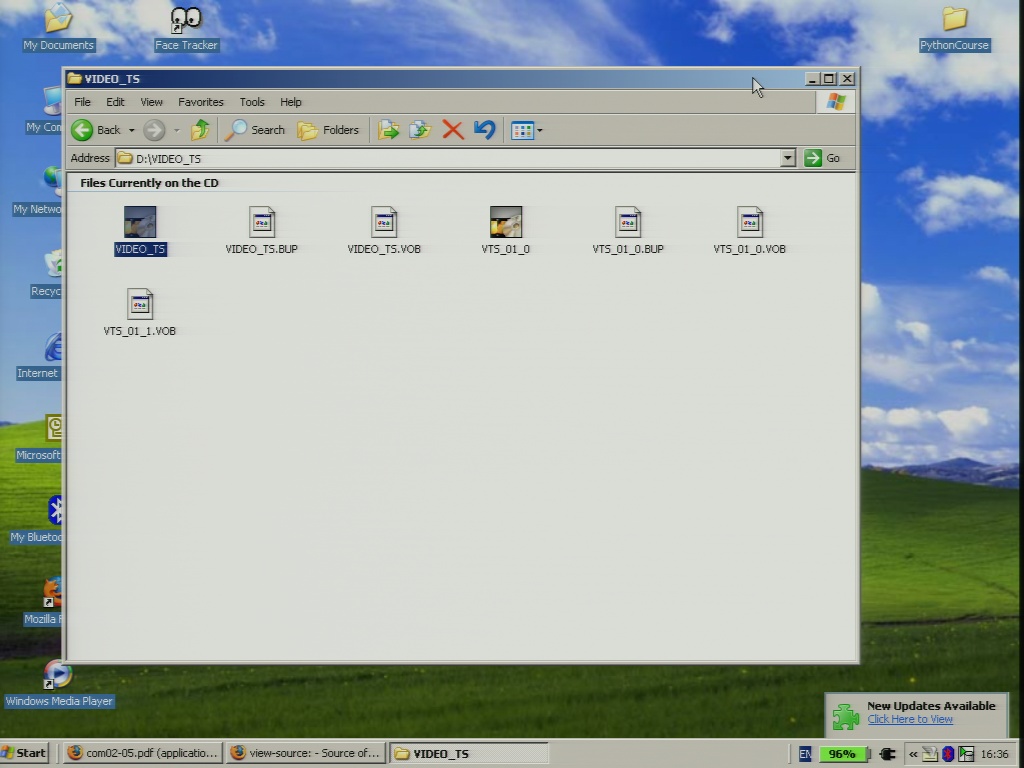 My Documents
Face Tracker
PythonCourse
VIDEO_TS
File Edit View Favorites Tools Help
Back Search Folders
Address D:\VIDEO_TS Go
Files Currently on the CD
VIDEO_TS VIDEO_TS.BUP VIDEO_TS.VOB VTS_01_0 VTS_01_0.BUP VTS_01_0.VOB
VTS_01_1.VOB
My Com
My Netwo
Recyc
Internet
Microsoft
My Bluetoo
Mozilla F
Windows Media Player
New Updates Available
Click Here to View
Start com02-05.pdf (applicatio... view-source: - Source of... VIDEO_TS EN 96% « 16:36